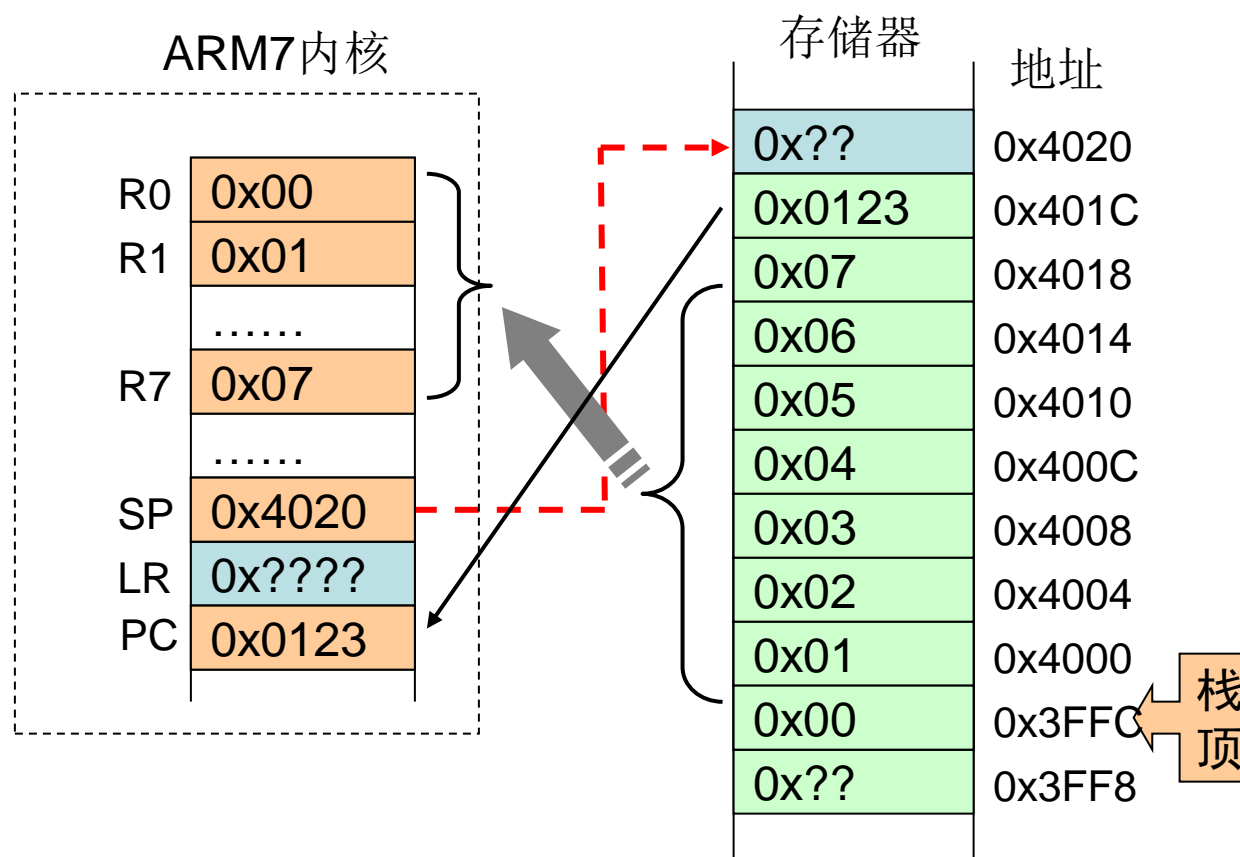 ARM7内核
R0 0x00
R1 0x01
......
R7 0x07
......
SP 0x4020
LR 0x????
PC 0x0123
存储器
地址
0x?? 0x4020
0x0123 0x401C
0x07 0x4018
0x06 0x4014
0x05 0x4010
0x04 0x400C
0x03 0x4008
0x02 0x4004
0x01 0x4000
0x00 0x3FFC
0x?? 0x3FF8
栈
顶